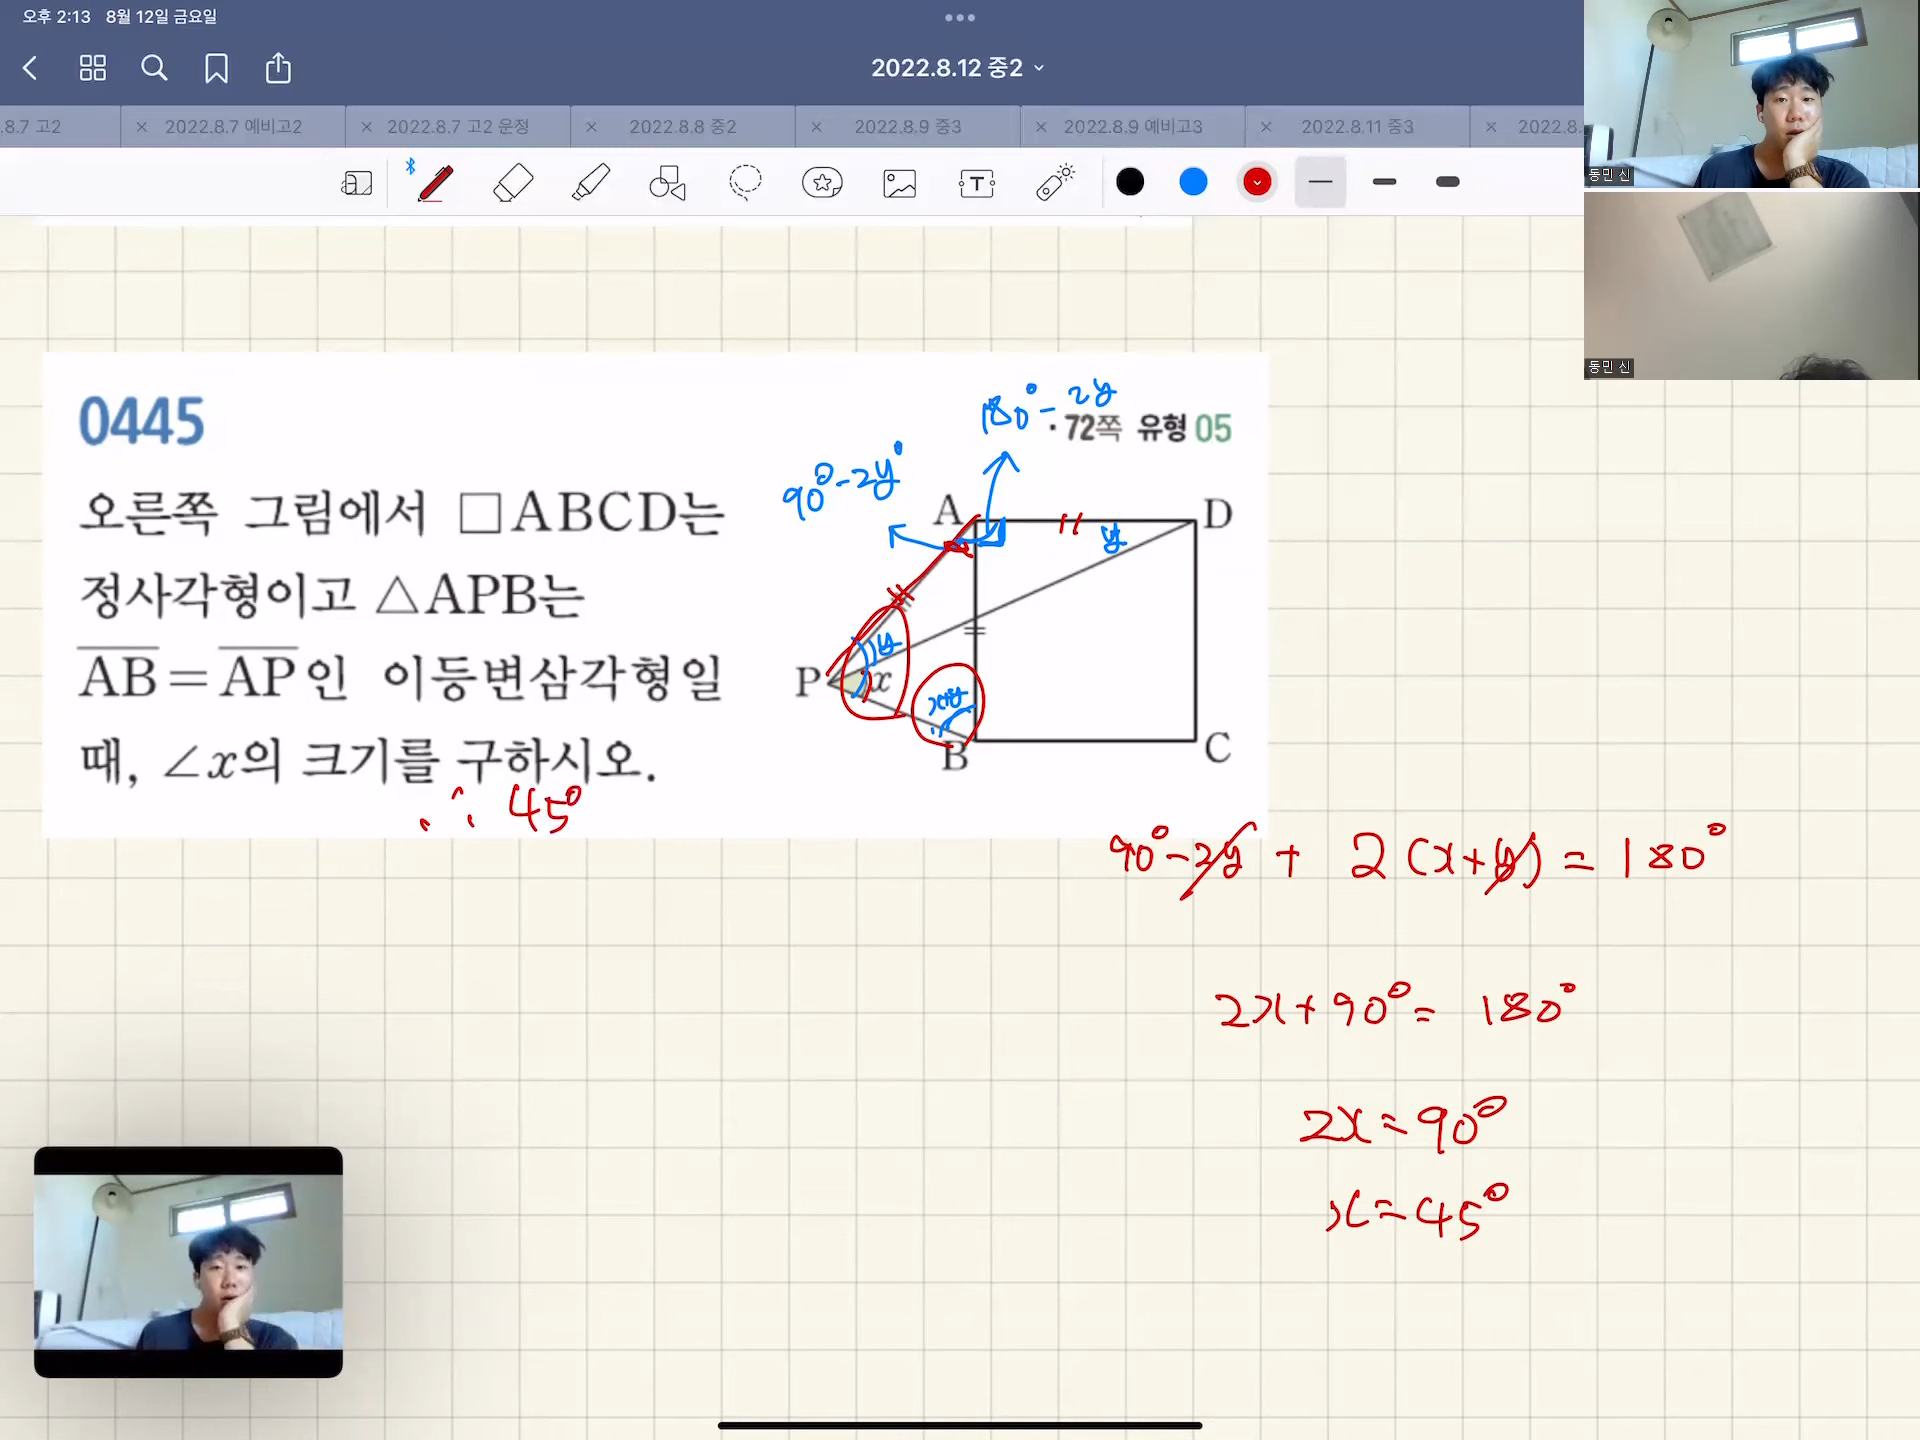 오후 2:13 8월 12일 금요일
2022.8.12 중2
.8.7 고2
2022.8.7 예비고2
2022.8.7 고2 운정
2022.8.8 중2
2022.8.9 중3
2022.8.9 예비고3
2022.8.11 중3
2022.8.
동민 신
동민 신
0445
180° - 2y
• 72쪽 유형 05
90° - 2y°
오른쪽 그림에서 □ABCD는
정사각형이고 △APB는
AB=AP인 이등변삼각형일
때, ∠x의 크기를 구하시오.
∴ 45°
A
D
y
y
P
x
x+y
B
C
90° - 2y + 2(x+y) = 180°
2x+90° = 180°
2x=90°
x=45°